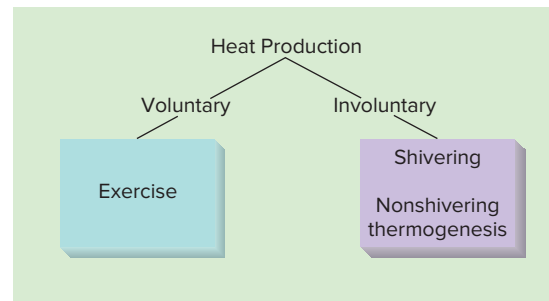 Heat Production
Voluntary
Involuntary
Exercise
Shivering
Nonshivering
thermogenesis